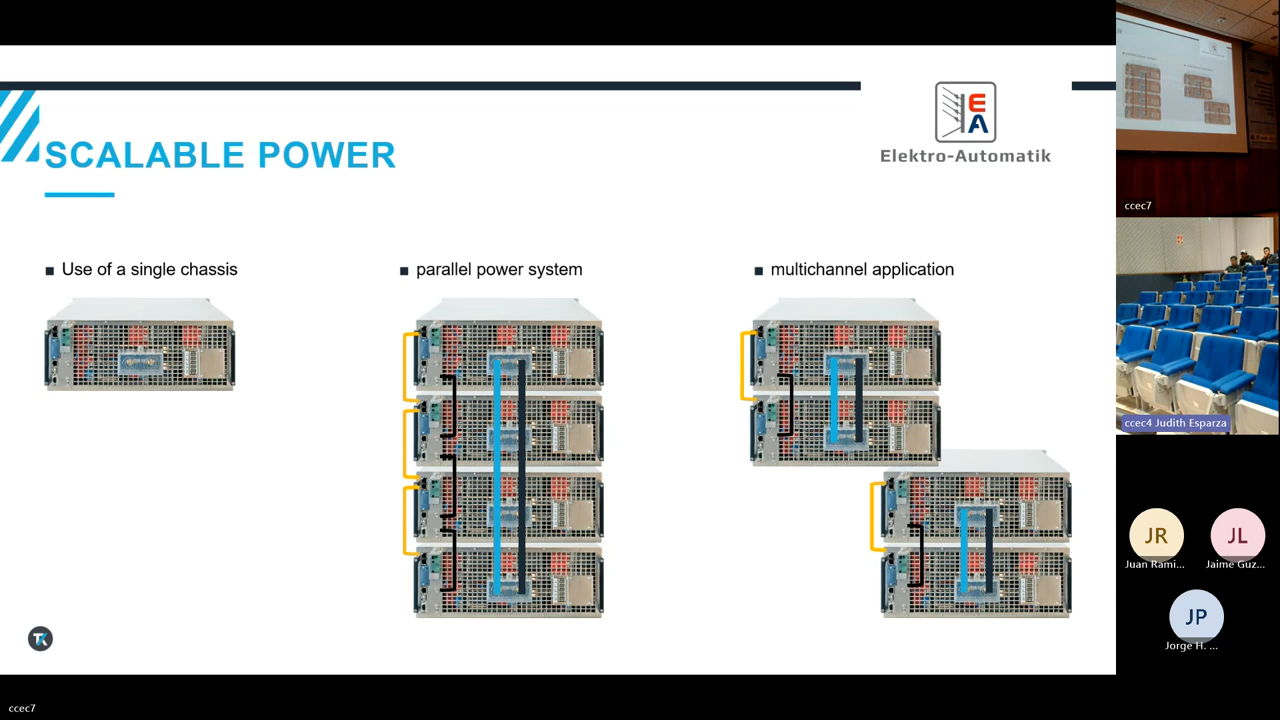 SCALABLE POWER
E
A
Elektro-Automatik
Use of a single chassis
parallel power system
multichannel application
TK
ccec7
ccec7
ccec4 Judith Esparza
JR
Juan Rami...
JL
Jaime Guz...
JP
Jorge H. ...